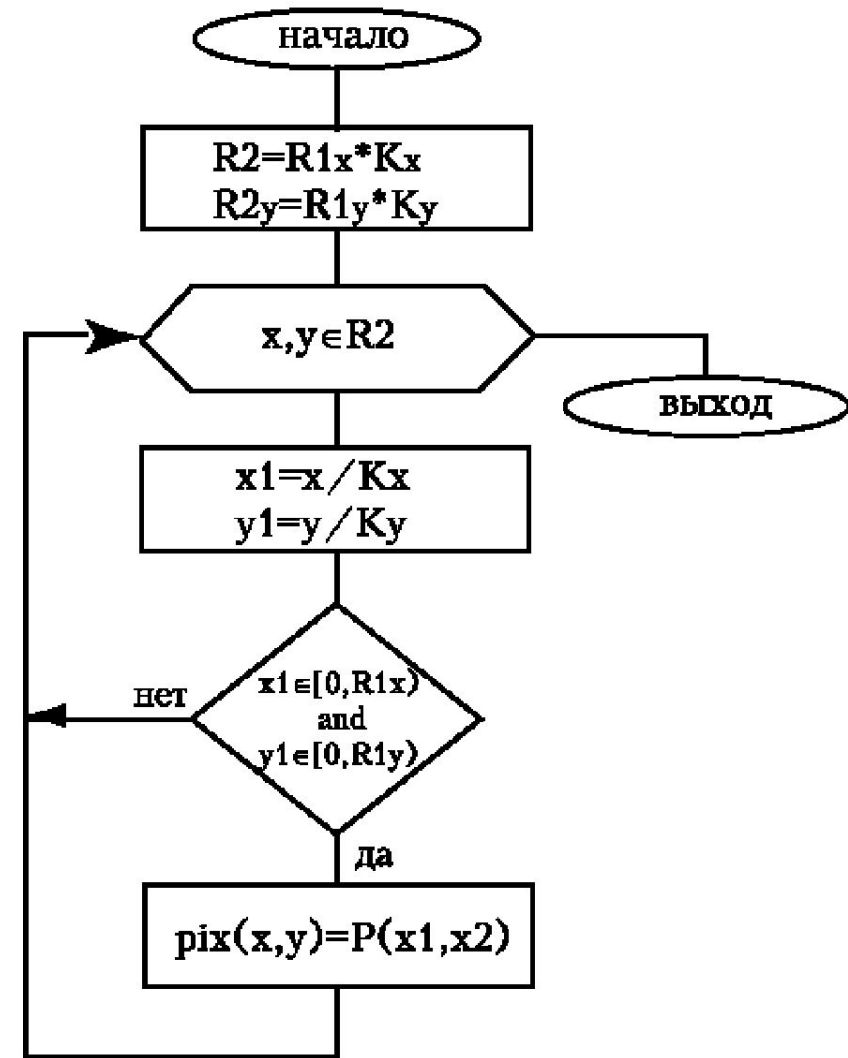 начало
R2=R1x*Kx
R2y=R1y*Ky
x,y∈R2
выход
x1=x/Kx
y1=y/Ky
x1∈[0,R1x)
and
y1∈[0,R1y)
нет
да
pix(x,y)=P(x1,x2)